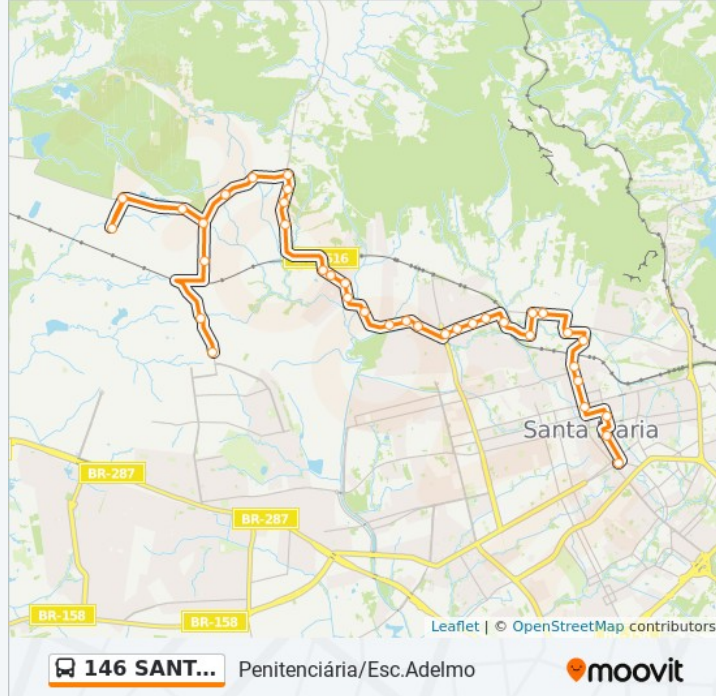 516
Santa Maria
BR-287
BR-287
BR-158
BR-158
Leaflet | © OpenStreetMap contributors
146 SANT... Penitenciária/Esc.Adelmo moovit